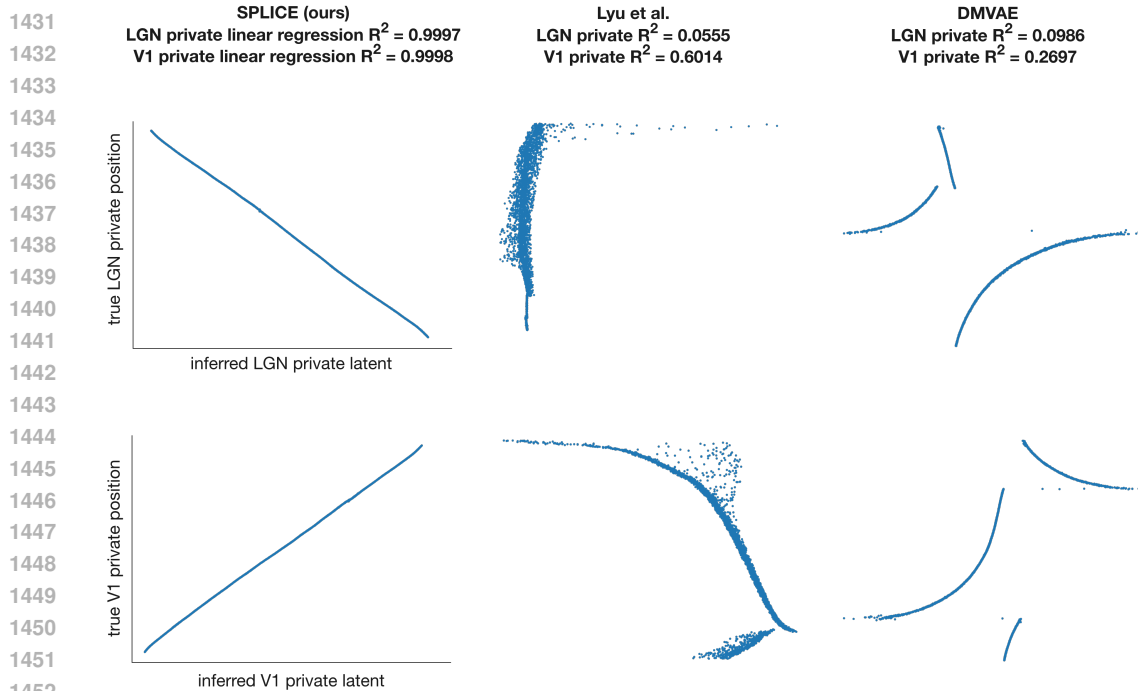 SPLICE (ours)
LGN private linear regression R² = 0.9997
V1 private linear regression R² = 0.9998
Lyu et al.
LGN private R² = 0.0555
V1 private R² = 0.6014
DMVAE
LGN private R² = 0.0986
V1 private R² = 0.2697
true LGN private position
inferred LGN private latent
true V1 private position
inferred V1 private latent
1431
1432
1433
1434
1435
1436
1437
1438
1439
1440
1441
1442
1443
1444
1445
1446
1447
1448
1449
1450
1451